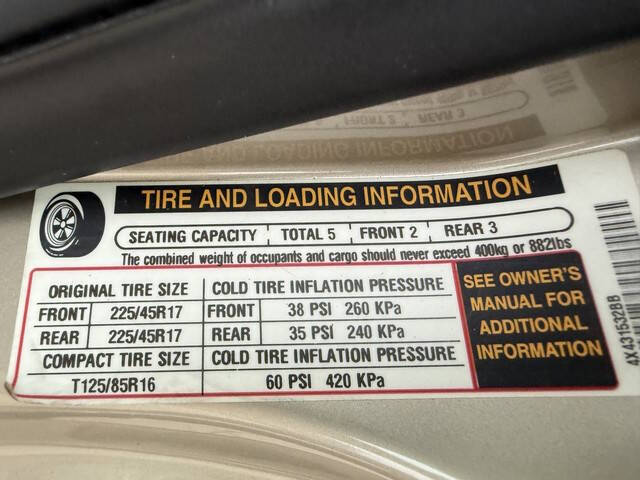 TIRE AND LOADING INFORMATION
SEATING CAPACITY TOTAL 5 FRONT 2 REAR 3
The combined weight of occupants and cargo should never exceed 400kg or 882lbs
ORIGINAL TIRE SIZE COLD TIRE INFLATION PRESSURE
FRONT 225/45R17 FRONT 38 PSI 260 KPa
REAR 225/45R17 REAR 35 PSI 240 KPa
COMPACT TIRE SIZE COLD TIRE INFLATION PRESSURE
T125/85R16 60 PSI 420 KPa
SEE OWNER'S
MANUAL FOR
ADDITIONAL
INFORMATION
4X431532BB